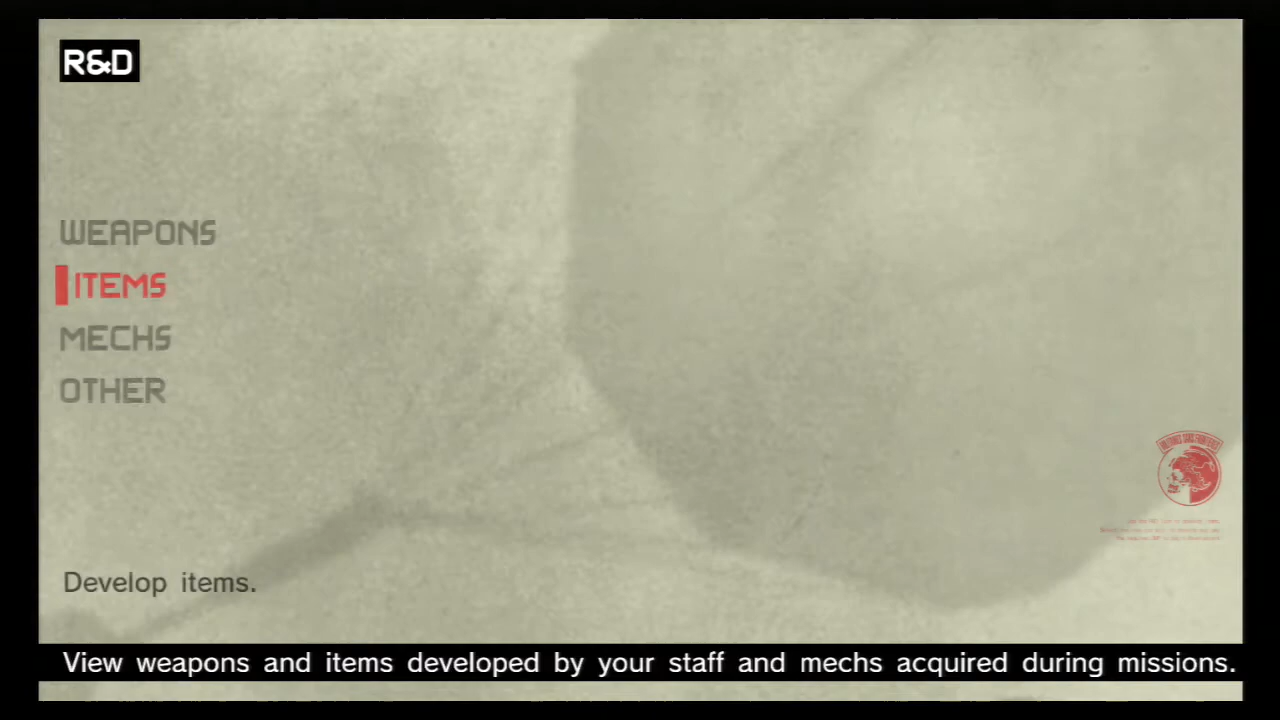 R&D
WEAPONS
ITEMS
MECHS
OTHER
Develop items.
View weapons and items developed by your staff and mechs acquired during missions.